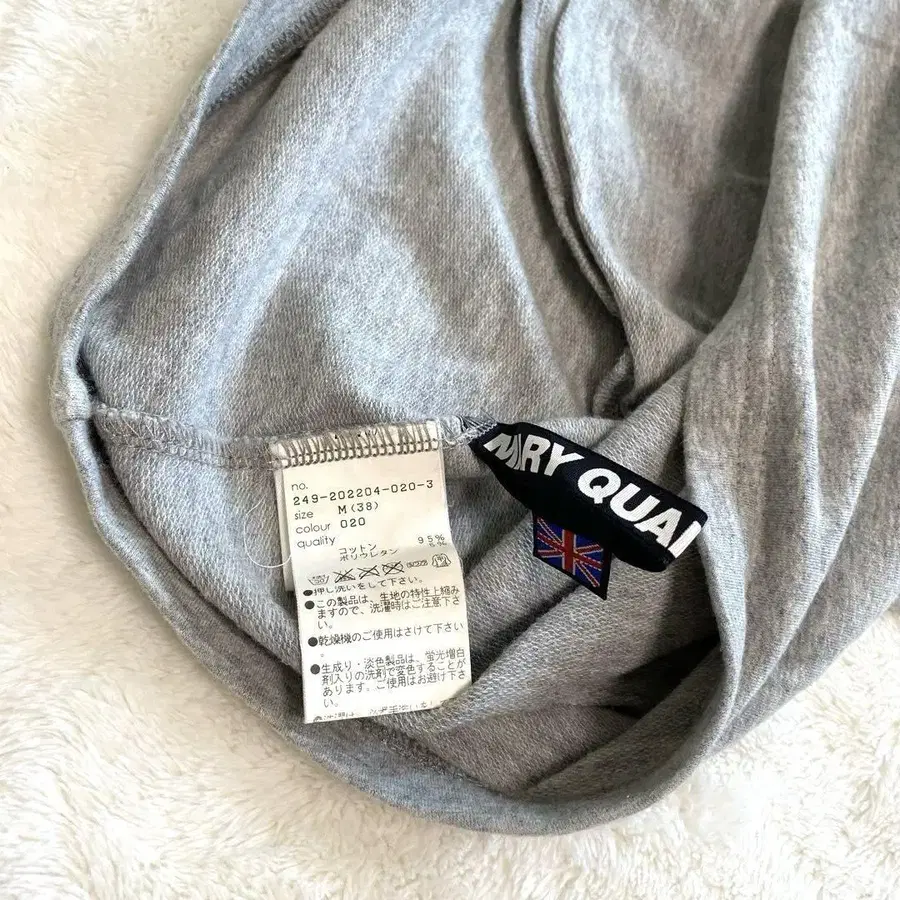 no.
249-202204-020-3
size M(38)
colour 020
quality
コットン 95%
ポリウレタン
●押し洗いをして下さい。
●この製品は、生地の特性上縮み
ますので、洗濯時はご注意下さ
い。
●乾燥機のご使用はさけて下さい
。
●生成り・淡色製品は、蛍光増白
剤入りの洗剤で変色することが
あります。ご使用はお避け下さ
い。
MARY QUA